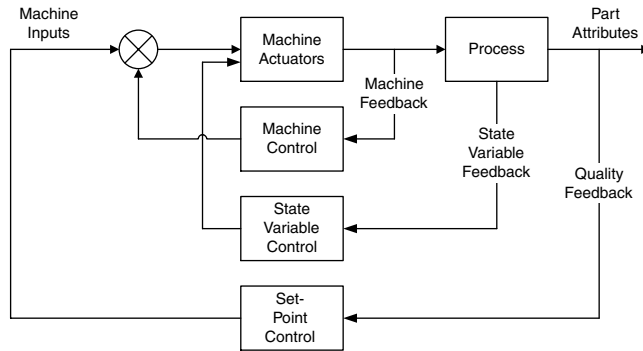 Machine
Inputs
Machine
Actuators
Process
Part
Attributes
Machine
Feedback
Machine
Control
State
Variable
Feedback
Quality
Feedback
State
Variable
Control
Set-
Point
Control